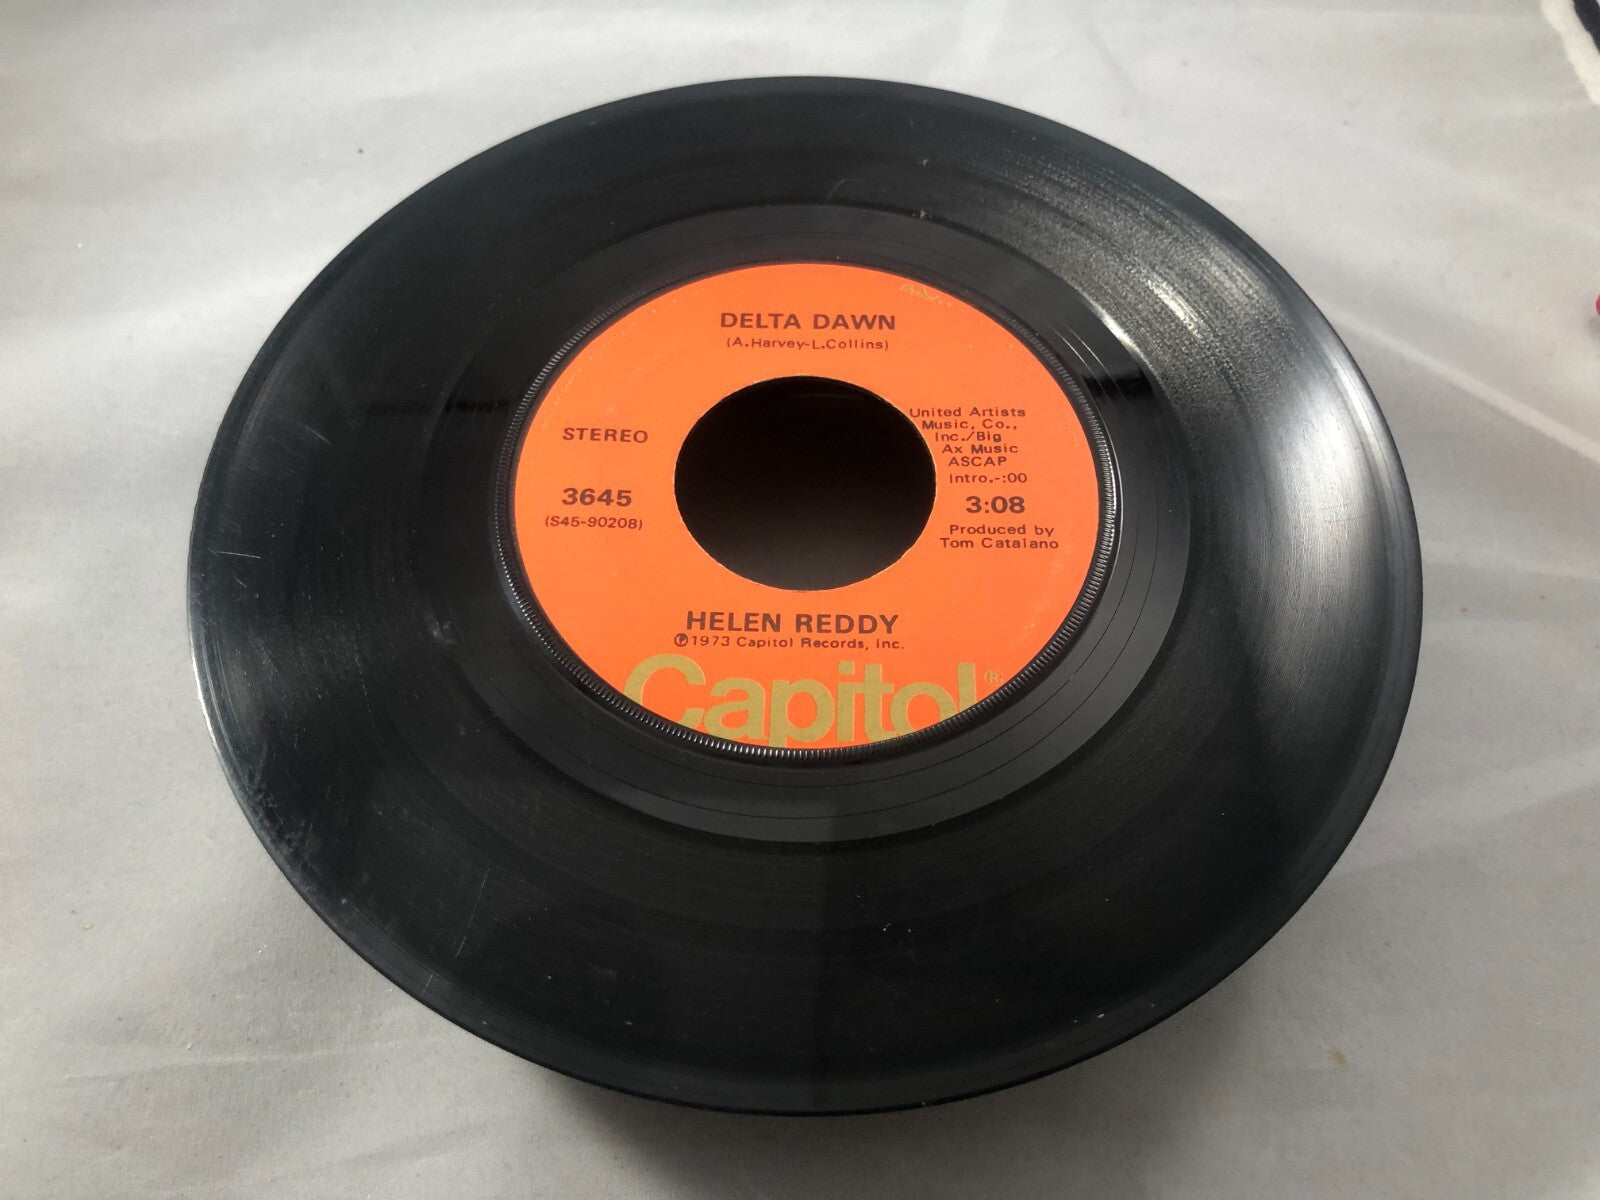 DELTA DAWN
(A.Harvey-L.Collins)
STEREO
3645
(S45-90208)
United Artists
Music, Co.,
Inc./Big
Ax Music
ASCAP
Intro.-:00
3:08
Produced by
Tom Catalano
HELEN REDDY
℗1973 Capitol Records, Inc.
Capitol®